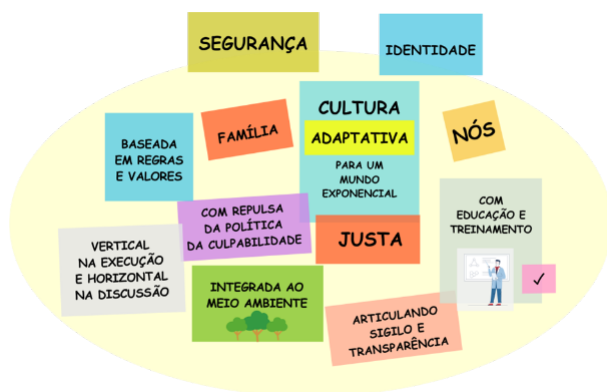 SEGURANÇA
IDENTIDADE
CULTURA
ADAPTATIVA
PARA UM
MUNDO
EXPONENCIAL
FAMÍLIA
NÓS
BASEADA
EM REGRAS
E VALORES
COM REPULSA
DA POLÍTICA
DA CULPABILIDADE
JUSTA
COM
EDUCAÇÃO E
TREINAMENTO
VERTICAL
NA EXECUÇÃO
E HORIZONTAL
NA DISCUSSÃO
INTEGRADA AO
MEIO AMBIENTE
ARTICULANDO
SIGILO E
TRANSPARÊNCIA